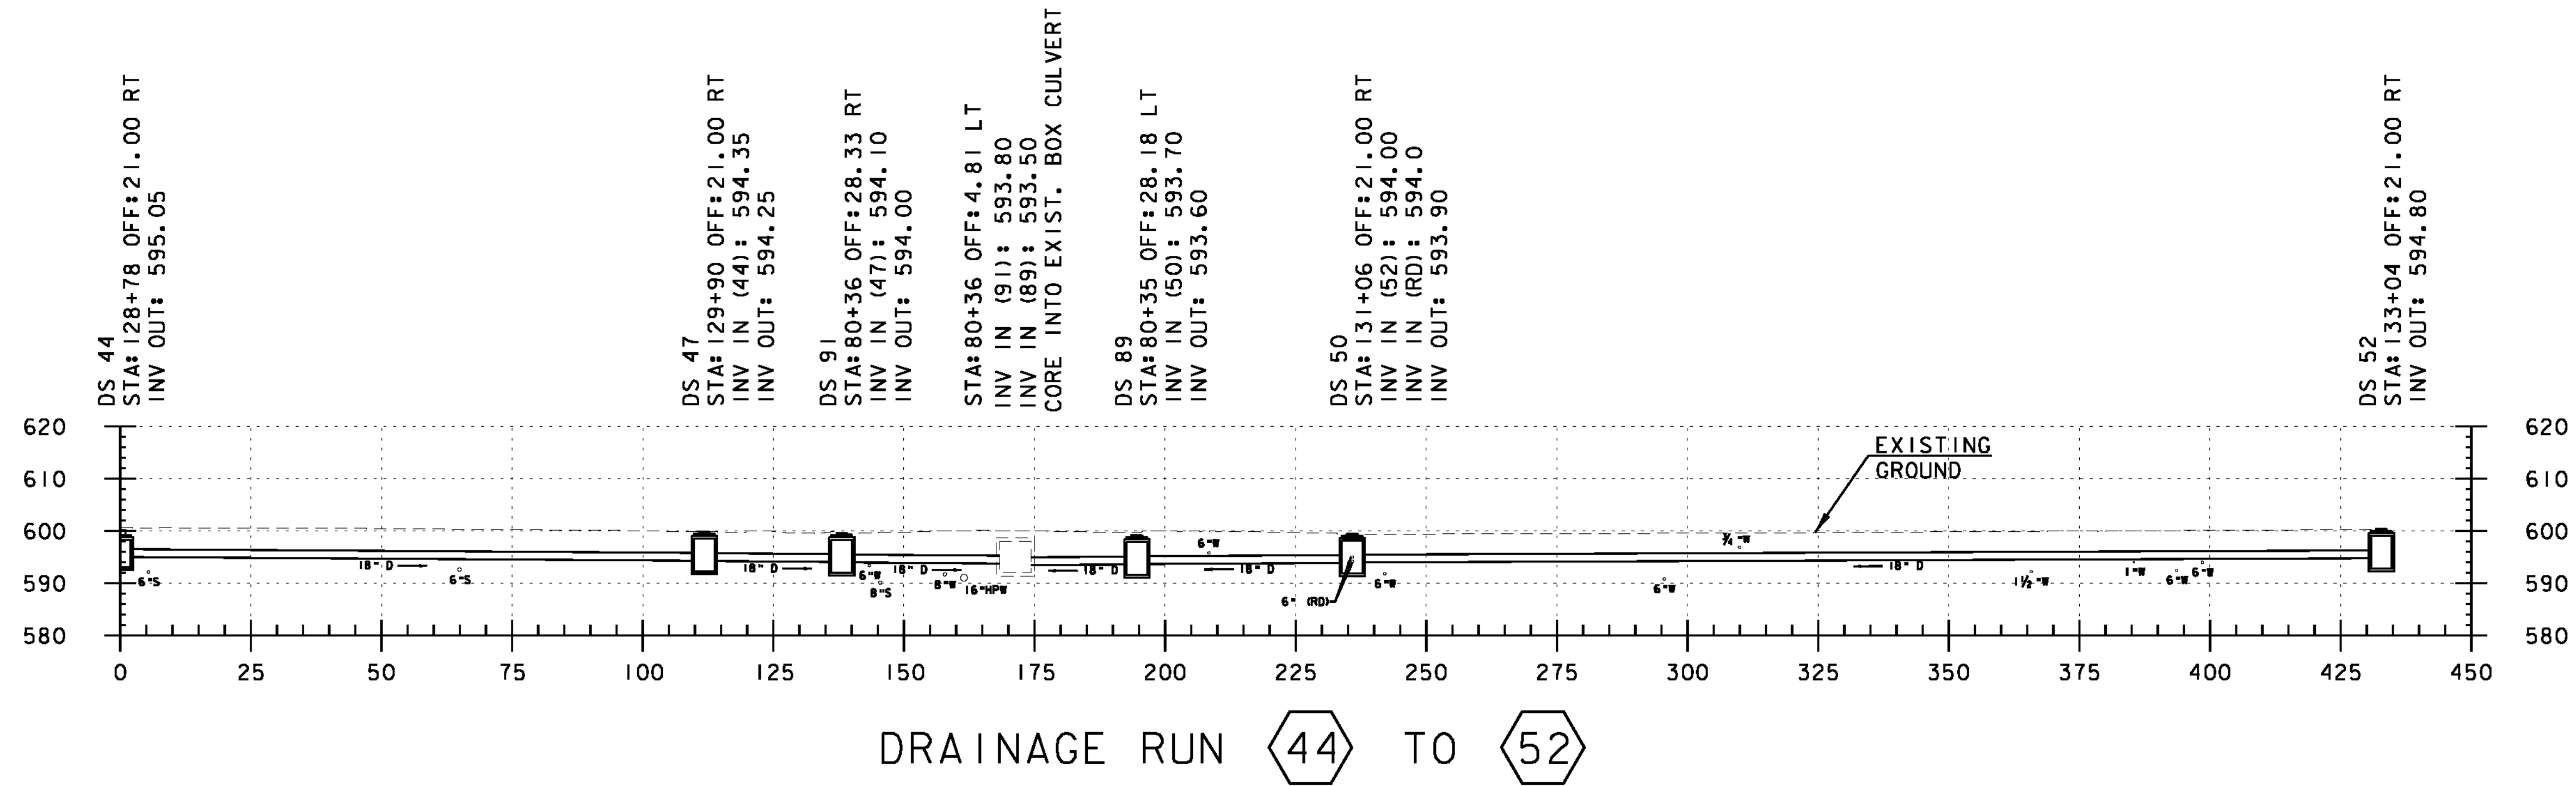 DS 44
STA:128+78 OFF:21.00 RT
INV OUT: 595.05
DS 47
STA:129+90 OFF:21.00 RT
INV IN (44): 594.35
INV OUT: 594.25
DS 91
STA:80+36 OFF:28.33 RT
INV IN (47): 594.10
INV OUT: 594.00
STA:80+36 OFF:4.81 LT
INV IN (91): 593.80
INV IN (89): 593.50
CORE INTO EXIST. BOX CULVERT
DS 89
STA:80+35 OFF:28.18 LT
INV IN (50): 593.70
INV OUT: 593.60
DS 50
STA:131+06 OFF:21.00 RT
INV IN (52): 594.00
INV IN (RD): 594.0
INV OUT: 593.90
DS 52
STA:133+04 OFF:21.00 RT
INV OUT: 594.80
620 620
610 610
600 600
590 590
580 580
EXISTING
GROUND
6"S
18" D
6"S
18" D
6"W
8"S
18" D
8"W
16"HPW
18" D
6"W
18" D
6" (RD)
6"W
6"W
3/4"W
18" D
1½"W
1"W
6"W
6"W
0 25 50 75 100 125 150 175 200 225 250 275 300 325 350 375 400 425 450
DRAINAGE RUN 44 TO 52